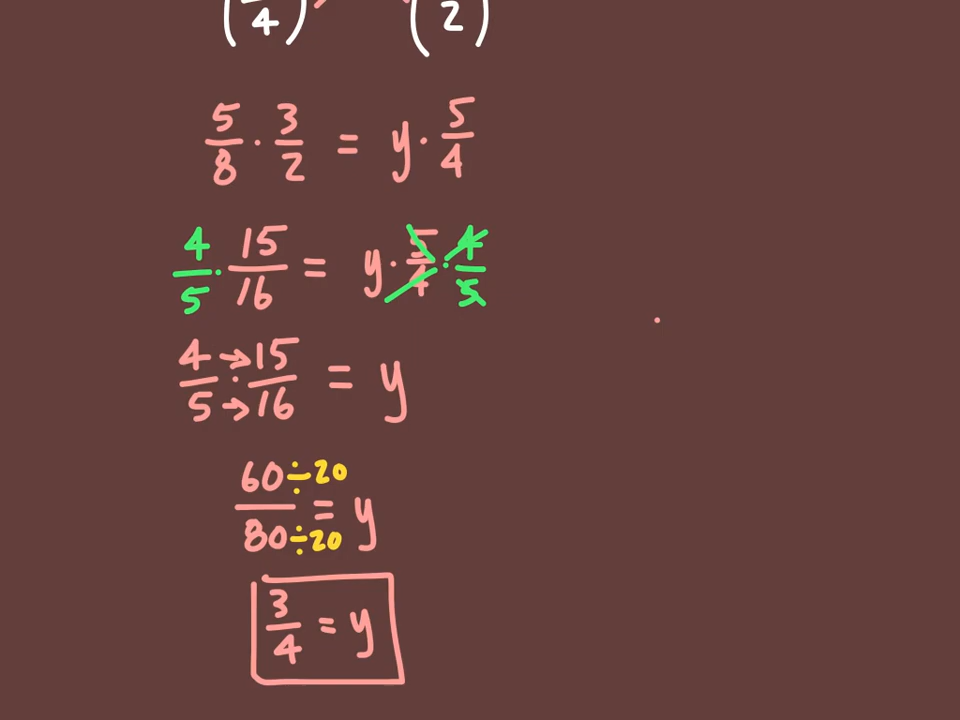 ( /4) ( /2)
5/8 · 3/2 = y · 5/4
4/5 · 15/16 = y · 5/4 · 4/5
4/5 · 15/16 = y
60÷20/80÷20 = y
3/4 = y